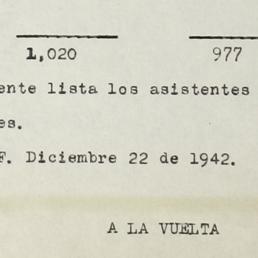 1,020 977
ente lista los asistentes
es.
F. Diciembre 22 de 1942.
A LA VUELTA